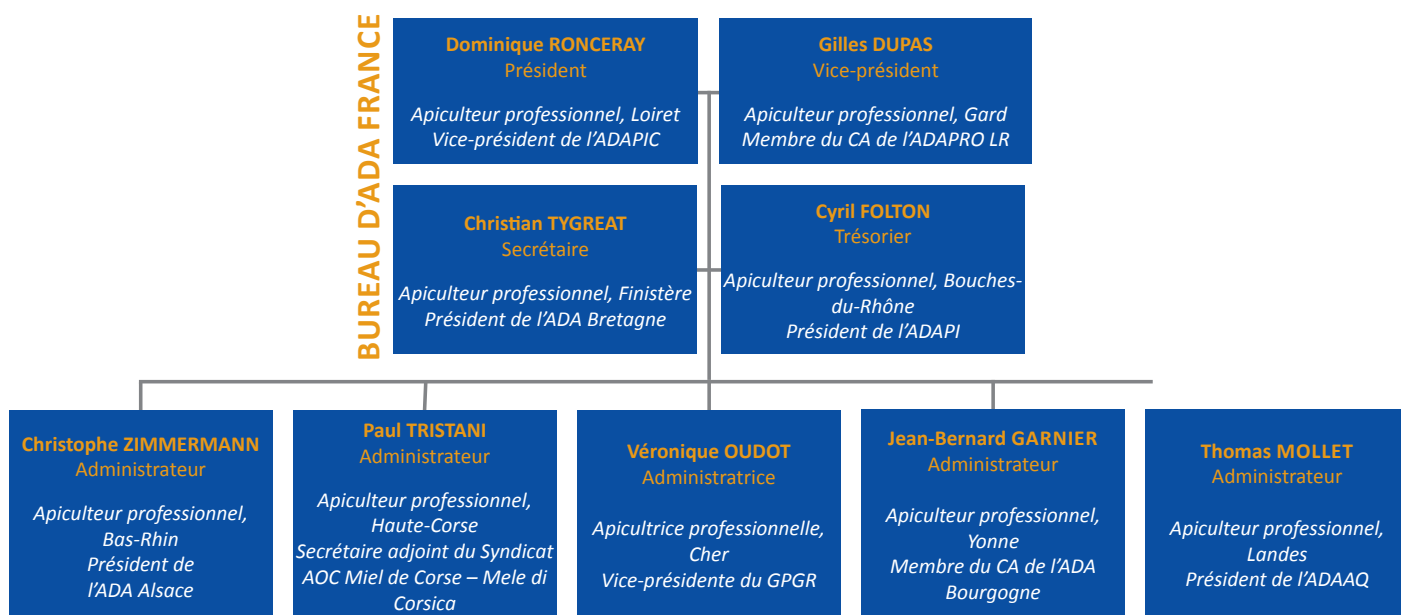 BUREAU D’ADA FRANCE
Dominique RONCERAY
Président
Apiculteur professionnel, Loiret
Vice-président de l’ADAPIC
Gilles DUPAS
Vice-président
Apiculteur professionnel, Gard
Membre du CA de l’ADAPRO LR
Christian TYGREAT
Secrétaire
Apiculteur professionnel, Finistère
Président de l’ADA Bretagne
Cyril FOLTON
Trésorier
Apiculteur professionnel, Bouches-
du-Rhône
Président de l’ADAPI
Christophe ZIMMERMANN
Administrateur
Apiculteur professionnel,
Bas-Rhin
Président de
l’ADA Alsace
Paul TRISTANI
Administrateur
Apiculteur professionnel,
Haute-Corse
Secrétaire adjoint du Syndicat
AOC Miel de Corse – Mele di
Corsica
Véronique OUDOT
Administratrice
Apicultrice professionnelle,
Cher
Vice-présidente du GPGR
Jean-Bernard GARNIER
Administrateur
Apiculteur professionnel,
Yonne
Membre du CA de l’ADA
Bourgogne
Thomas MOLLET
Administrateur
Apiculteur professionnel,
Landes
Président de l’ADAAQ